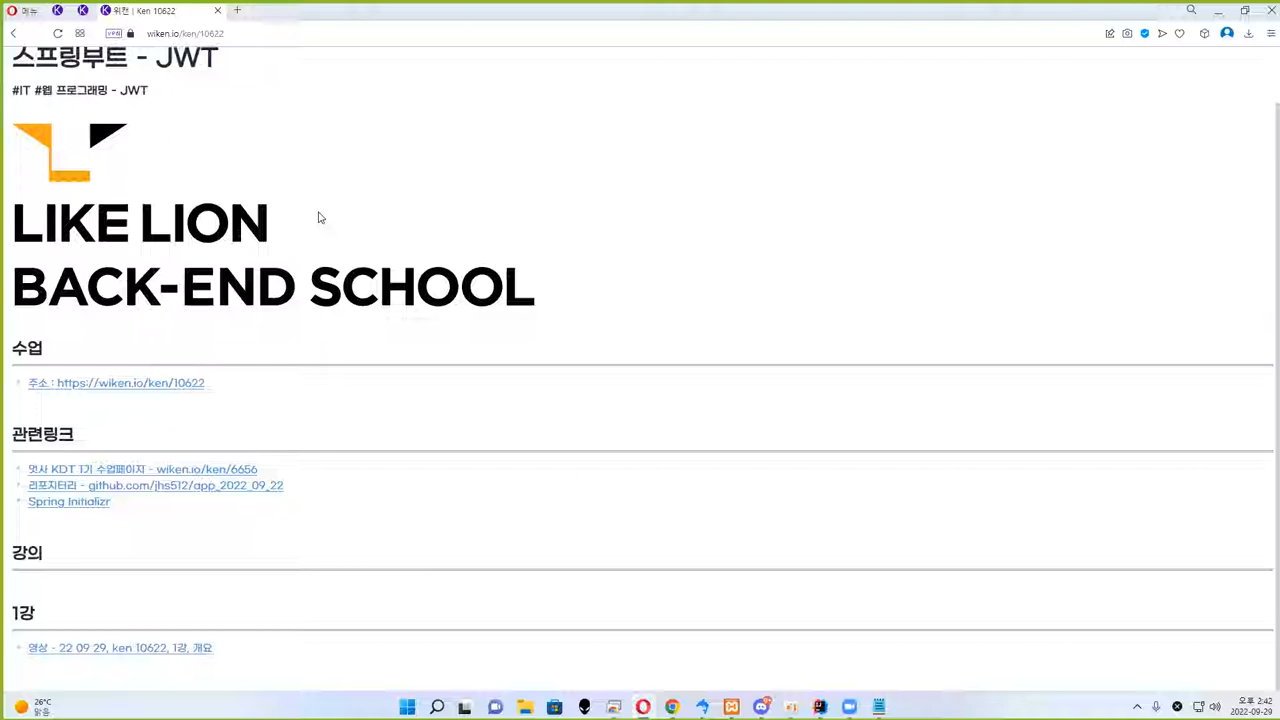 메뉴
위켄 | Ken 10622
VPN
wiken.io/ken/10622
스프링부트 - JWT
#IT #웹 프로그래밍 - JWT
LIKE LION
BACK-END SCHOOL
수업
주소 : https://wiken.io/ken/10622
관련링크
멋사 KDT 1기 수업페이지 - wiken.io/ken/6656
리포지터리 - github.com/jhs512/app_2022_09_22
Spring Initializr
강의
1강
영상 - 22 09 29, ken 10622, 1강, 개요
26°C
맑음
오후 2:42
2022-09-29